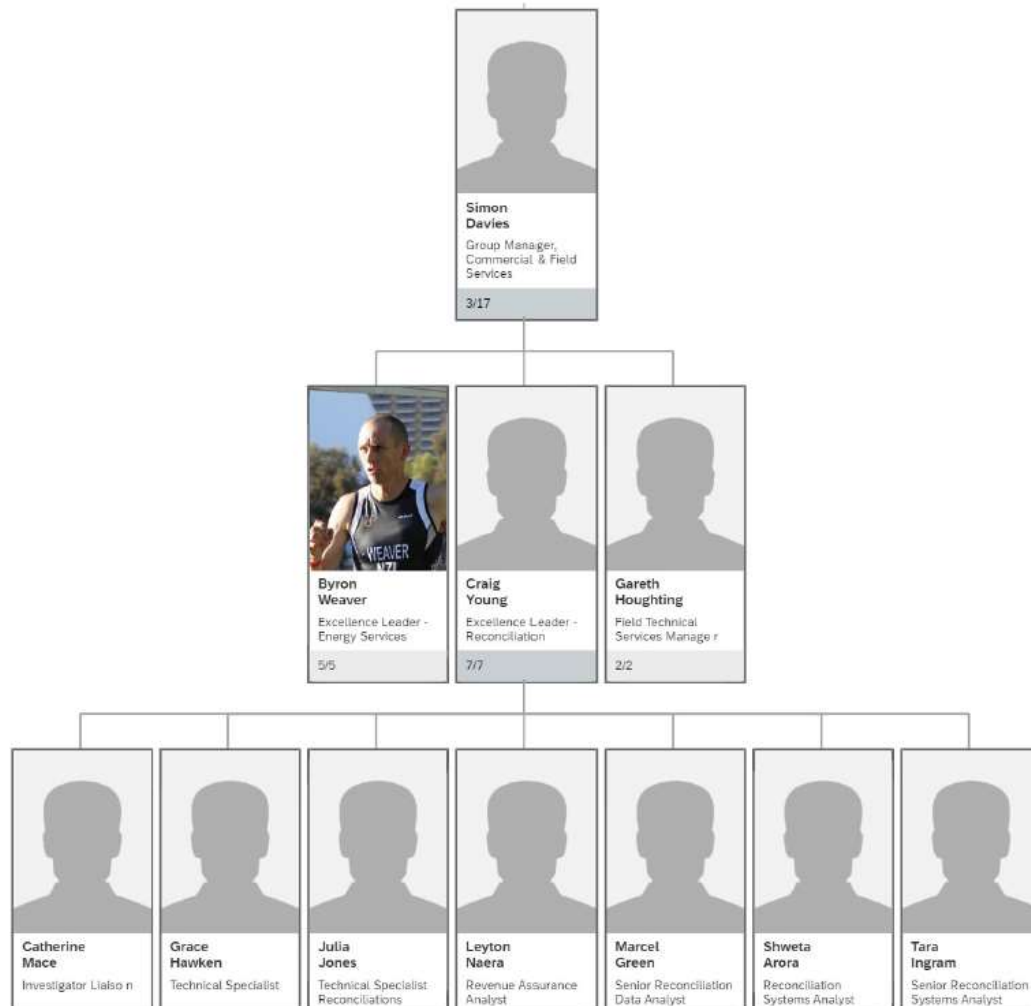 Simon
Davies
Group Manager,
Commercial & Field
Services
3/17
WEAVER
NZL
Byron
Weaver
Excellence Leader -
Energy Services
5/5
Craig
Young
Excellence Leader -
Reconciliation
7/7
Gareth
Houghting
Field Technical
Services Manage r
2/2
Catherine
Mace
Investigator Liaiso n
Grace
Hawken
Technical Specialist
Julia
Jones
Technical Specialist
Reconciliations
Leyton
Naera
Revenue Assurance
Analyst
Marcel
Green
Senior Reconciliation
Data Analyst
Shweta
Arora
Reconciliation
Systems Analyst
Tara
Ingram
Senior Reconciliation
Systems Analyst